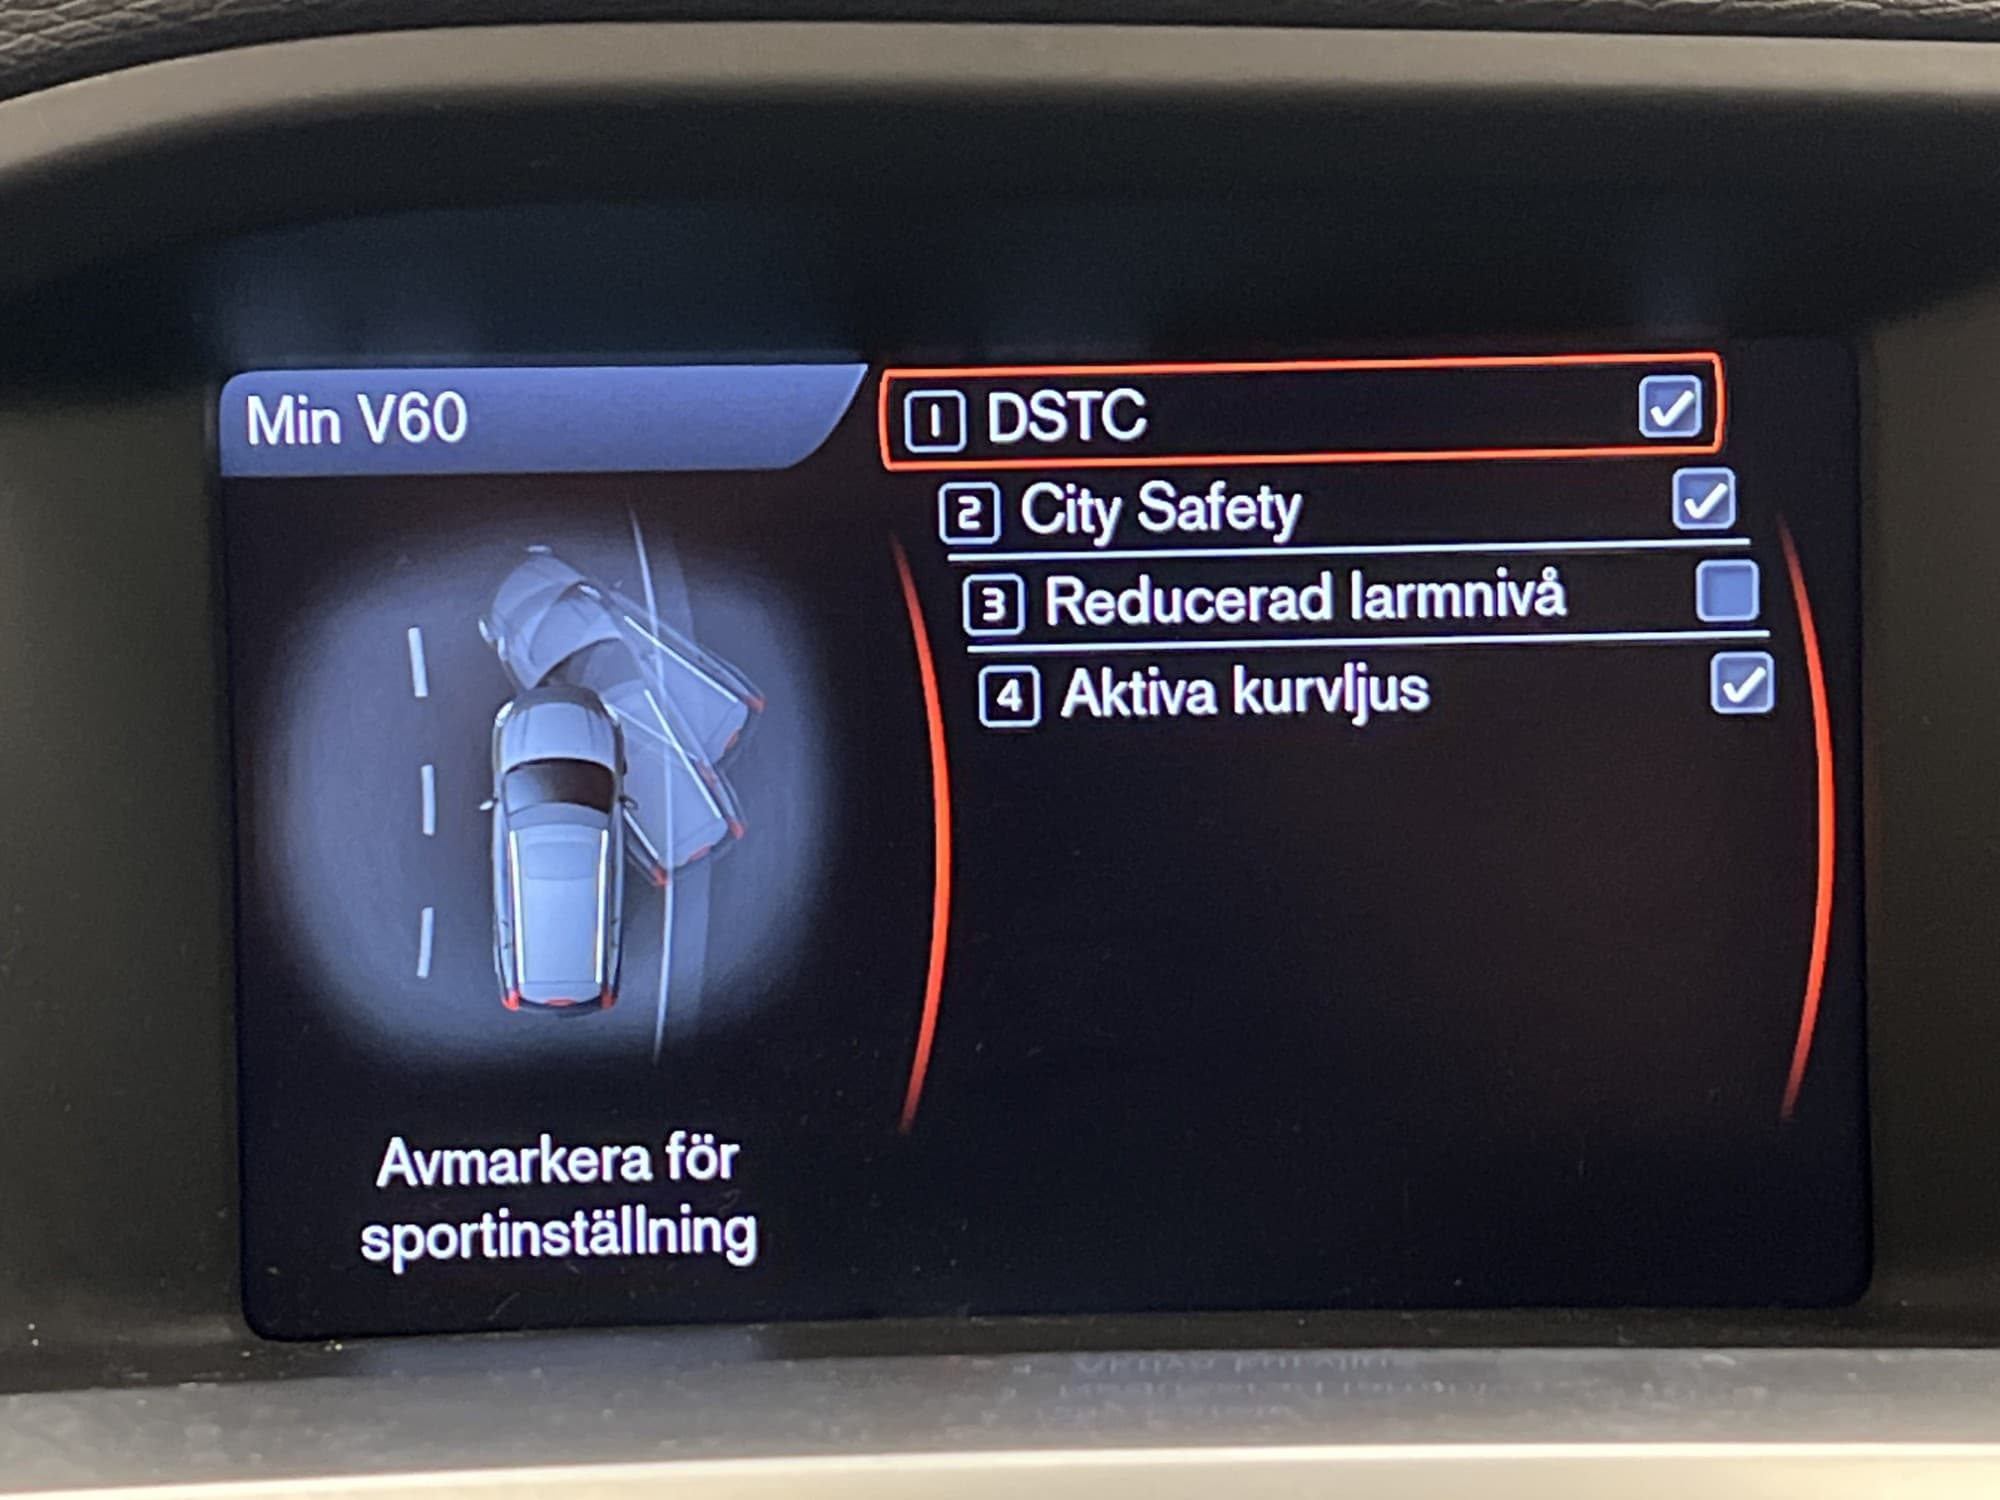 Min V60
1 DSTC
2 City Safety
3 Reducerad larmnivå
4 Aktiva kurvljus
Avmarkera för
sportinställning